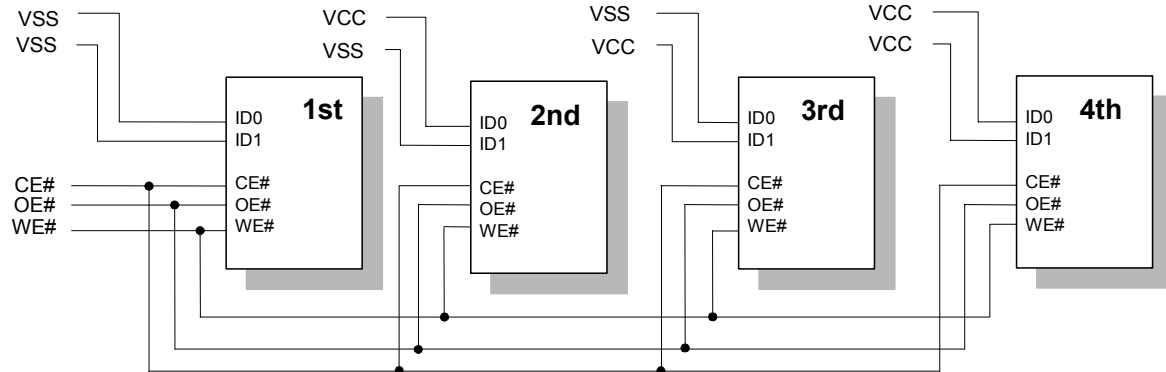 VSS
VSS
VCC
VSS
VSS
VCC
VCC
VCC
1st
ID0
ID1
CE#
OE#
WE#
2nd
ID0
ID1
CE#
OE#
WE#
3rd
ID0
ID1
CE#
OE#
WE#
4th
ID0
ID1
CE#
OE#
WE#
CE#
OE#
WE#